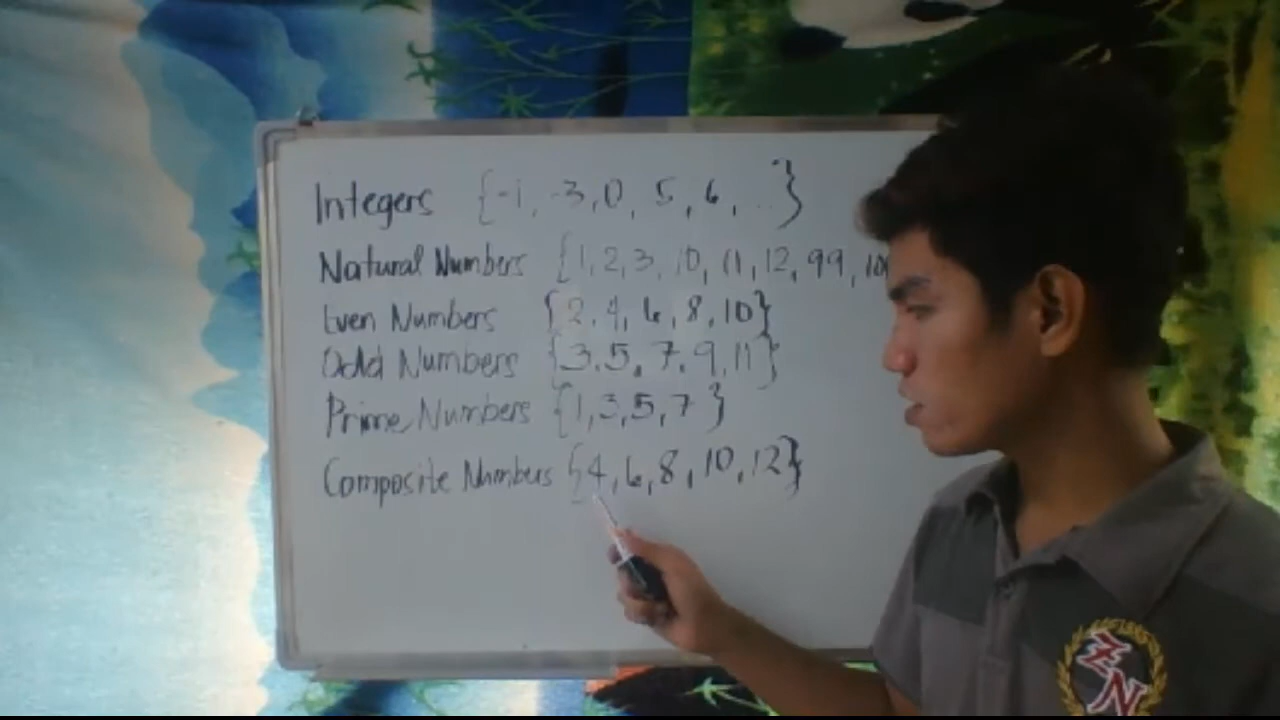 Integers {-1, -3, 0, 5, 6, ...}
Natural Numbers {1, 2, 3, 10, 11, 12, 99, 10
Even Numbers {2, 4, 6, 8, 10}
Odd Numbers {3, 5, 7, 9, 11}
Prime Numbers {1, 3, 5, 7}
Composite Numbers {4, 6, 8, 10, 12}
ZN